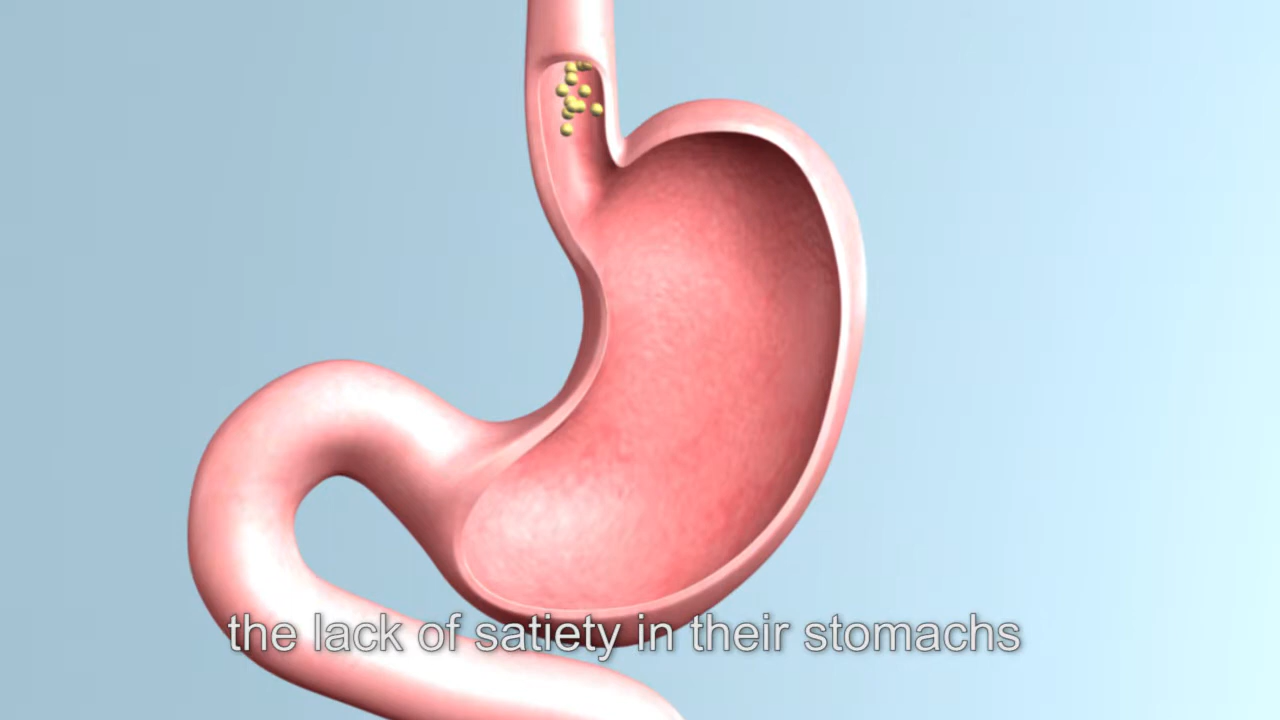 the lack of satiety in their stomachs